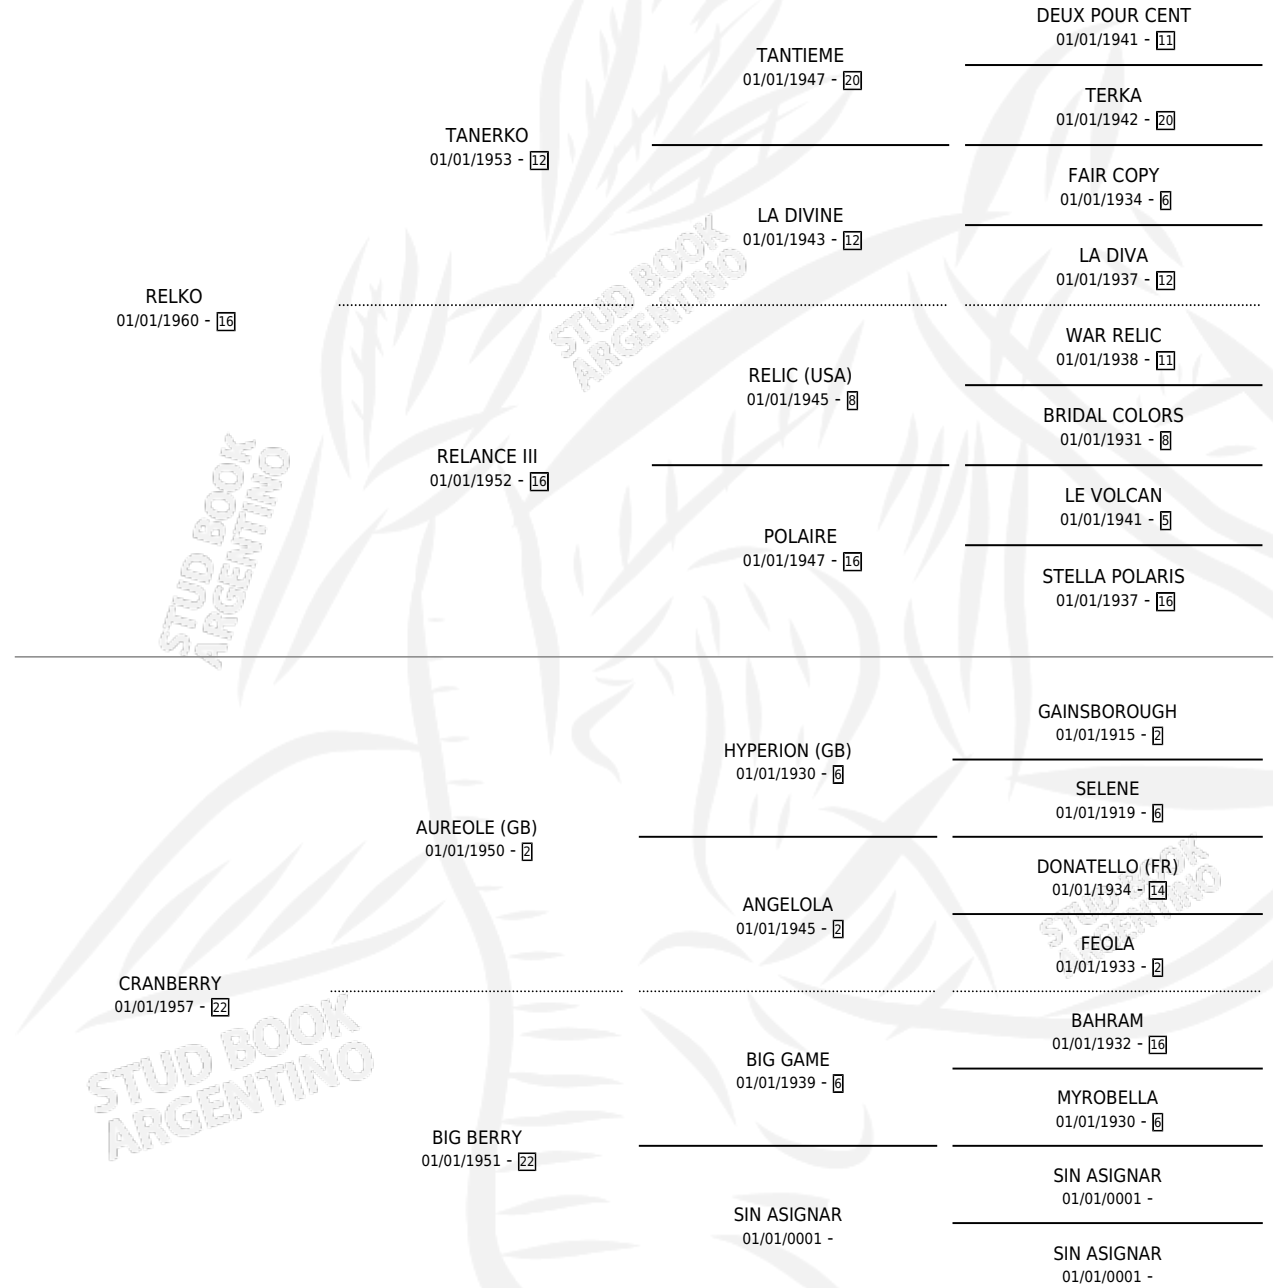 DEUX POUR CENT
01/01/1941 - 11
TANTIEME
01/01/1947 - 20
TERKA
01/01/1942 - 20
TANERKO
01/01/1953 - 12
FAIR COPY
01/01/1934 - 6
LA DIVINE
01/01/1943 - 12
LA DIVA
01/01/1937 - 12
RELKO
01/01/1960 - 16
STUD BOOK
ARGENTINO
WAR RELIC
01/01/1938 - 11
RELIC (USA)
01/01/1945 - 8
BRIDAL COLORS
01/01/1931 - 8
RELANCE III
01/01/1952 - 16
LE VOLCAN
01/01/1941 - 5
POLAIRE
01/01/1947 - 16
STELLA POLARIS
01/01/1937 - 16
STUD BOOK
ARGENTINO
GAINSBOROUGH
01/01/1915 - 2
HYPERION (GB)
01/01/1930 - 6
SELENE
01/01/1919 - 6
AUREOLE (GB)
01/01/1950 - 2
DONATELLO (FR)
01/01/1934 - 14
ANGELOLA
01/01/1945 - 2
STUD BOOK
ARGENTINO
FEOLA
01/01/1933 - 2
CRANBERRY
01/01/1957 - 22
BAHRAM
01/01/1932 - 16
BIG GAME
01/01/1939 - 6
MYROBELLA
01/01/1930 - 6
STUD BOOK
ARGENTINO
BIG BERRY
01/01/1951 - 22
SIN ASIGNAR
01/01/0001 -
SIN ASIGNAR
01/01/0001 -
SIN ASIGNAR
01/01/0001 -